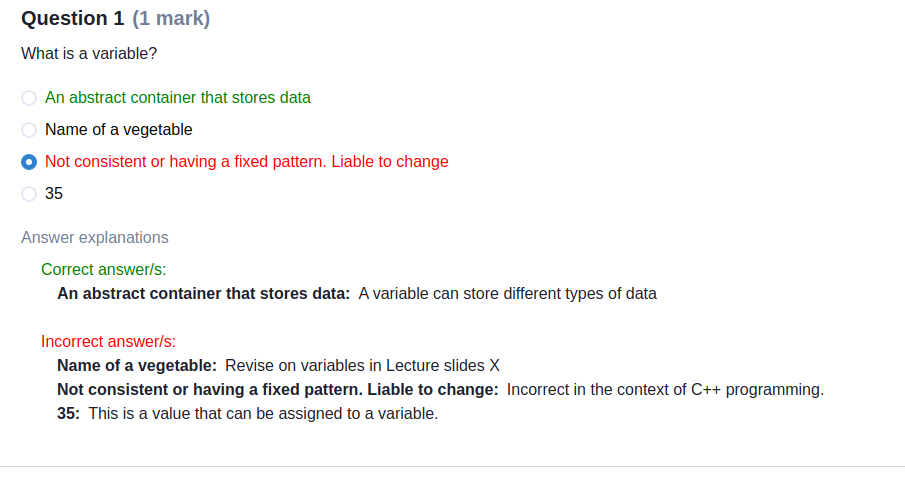 Question 1 (1 mark)
What is a variable?
An abstract container that stores data
Name of a vegetable
Not consistent or having a fixed pattern. Liable to change
35
Answer explanations
Correct answer/s:
An abstract container that stores data: A variable can store different types of data
Incorrect answer/s:
Name of a vegetable: Revise on variables in Lecture slides X
Not consistent or having a fixed pattern. Liable to change: Incorrect in the context of C++ programming.
35: This is a value that can be assigned to a variable.